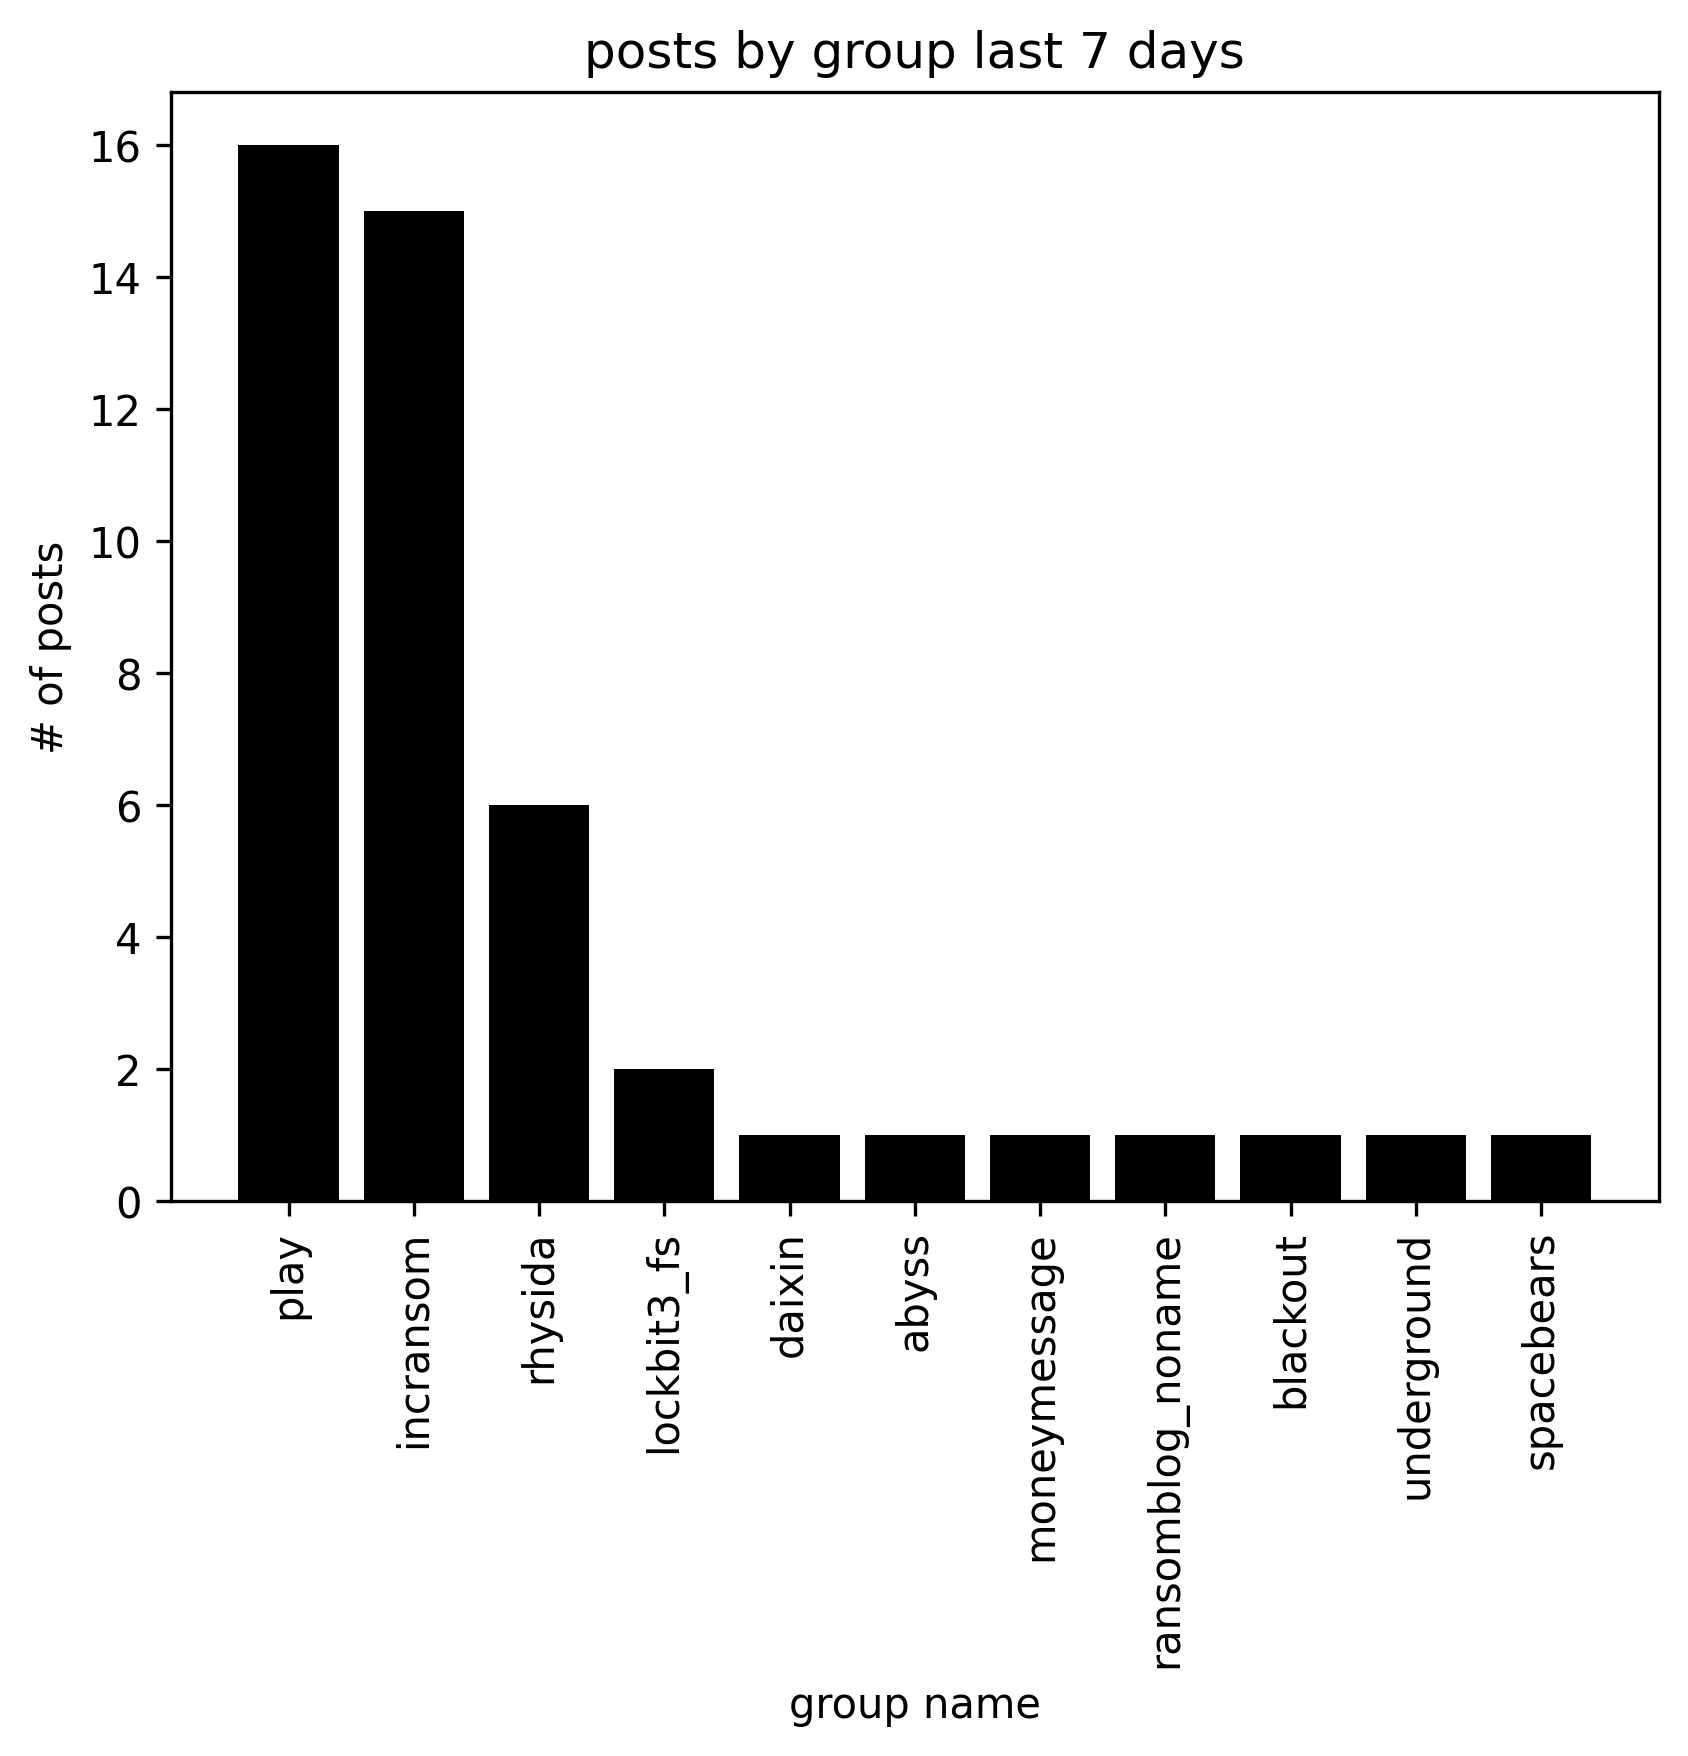 posts by group last 7 days
# of posts
16
14
12
10
8
6
4
2
0
play
incransom
rhysida
lockbit3_fs
daixin
abyss
moneymessage
ransomblog_noname
blackout
underground
spacebears
group name